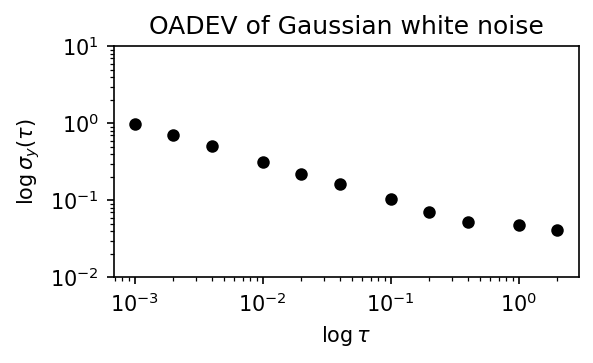 OADEV of Gaussian white noise
log σ_y(τ)
10^1
10^0
10^-1
10^-2
10^-3 10^-2 10^-1 10^0
log τ